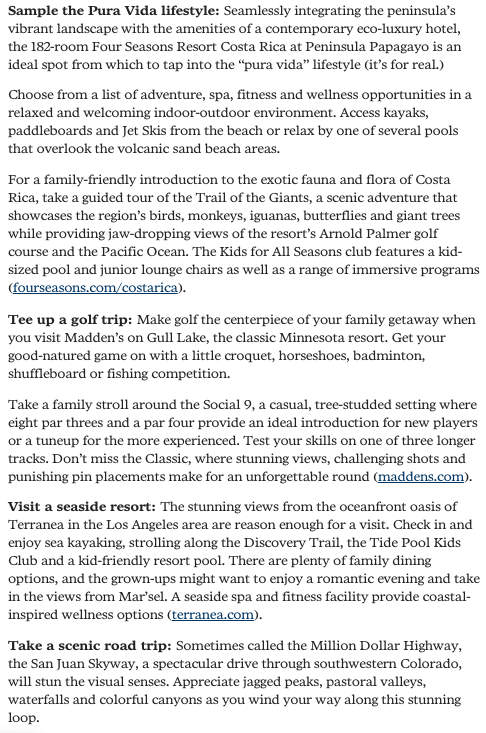 Sample the Pura Vida lifestyle: Seamlessly integrating the peninsula's
vibrant landscape with the amenities of a contemporary eco-luxury hotel,
the 182-room Four Seasons Resort Costa Rica at Peninsula Papagayo is an
ideal spot from which to tap into the “pura vida” lifestyle (it's for real.)
Choose from a list of adventure, spa, fitness and wellness opportunities in a
relaxed and welcoming indoor-outdoor environment. Access kayaks,
paddleboards and Jet Skis from the beach or relax by one of several pools
that overlook the volcanic sand beach areas.
For a family-friendly introduction to the exotic fauna and flora of Costa
Rica, take a guided tour of the Trail of the Giants, a scenic adventure that
showcases the region's birds, monkeys, iguanas, butterflies and giant trees
while providing jaw-dropping views of the resort's Arnold Palmer golf
course and the Pacific Ocean. The Kids for All Seasons club features a kid-
sized pool and junior lounge chairs as well as a range of immersive programs
(fourseasons.com/costarica).
Tee up a golf trip: Make golf the centerpiece of your family getaway when
you visit Madden's on Gull Lake, the classic Minnesota resort. Get your
good-natured game on with a little croquet, horseshoes, badminton,
shuffleboard or fishing competition.
Take a family stroll around the Social 9, a casual, tree-studded setting where
eight par threes and a par four provide an ideal introduction for new players
or a tuneup for the more experienced. Test your skills on one of three longer
tracks. Don't miss the Classic, where stunning views, challenging shots and
punishing pin placements make for an unforgettable round (maddens.com).
Visit a seaside resort: The stunning views from the oceanfront oasis of
Terranea in the Los Angeles area are reason enough for a visit. Check in and
enjoy sea kayaking, strolling along the Discovery Trail, the Tide Pool Kids
Club and a kid-friendly resort pool. There are plenty of family dining
options, and the grown-ups might want to enjoy a romantic evening and take
in the views from Mar'sel. A seaside spa and fitness facility provide coastal-
inspired wellness options (terranea.com).
Take a scenic road trip: Sometimes called the Million Dollar Highway,
the San Juan Skyway, a spectacular drive through southwestern Colorado,
will stun the visual senses. Appreciate jagged peaks, pastoral valleys,
waterfalls and colorful canyons as you wind your way along this stunning
loop.